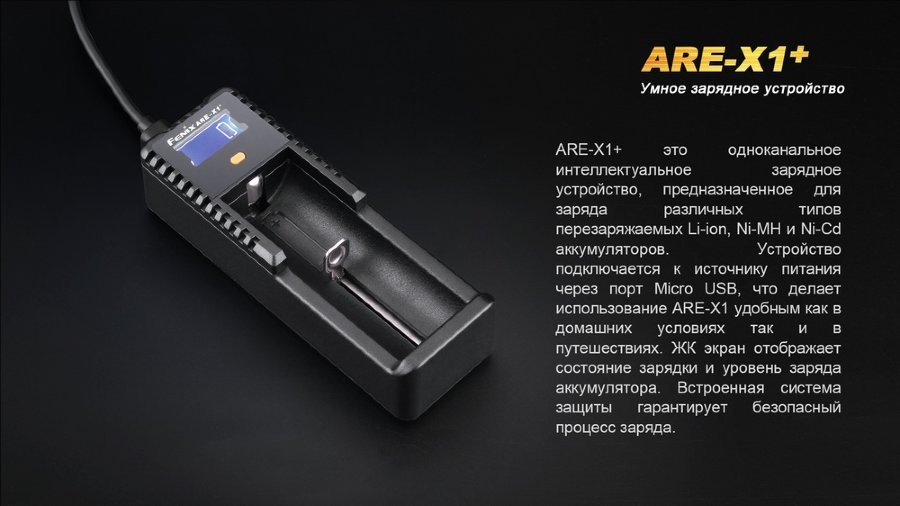 ARE-X1+
Умное зарядное устройство
FENIX ARE-X1+
ARE-X1+ это одноканальное
интеллектуальное зарядное
устройство, предназначенное для
заряда различных типов
перезаряжаемых Li-ion, Ni-MH и Ni-Cd
аккумуляторов. Устройство
подключается к источнику питания
через порт Micro USB, что делает
использование ARE-X1 удобным как в
домашних условиях так и в
путешествиях. ЖК экран отображает
состояние зарядки и уровень заряда
аккумулятора. Встроенная система
защиты гарантирует безопасный
процесс заряда.